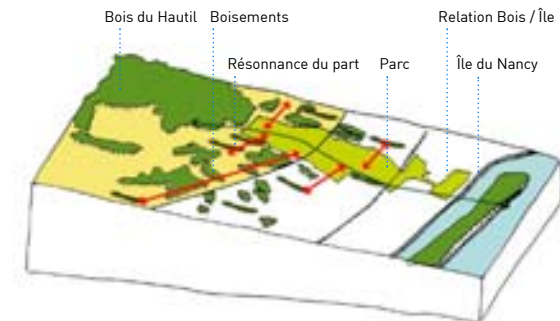 Bois du Hautil
Boisements
Relation Bois / Île
Résonnance du part
Parc
Île du Nancy